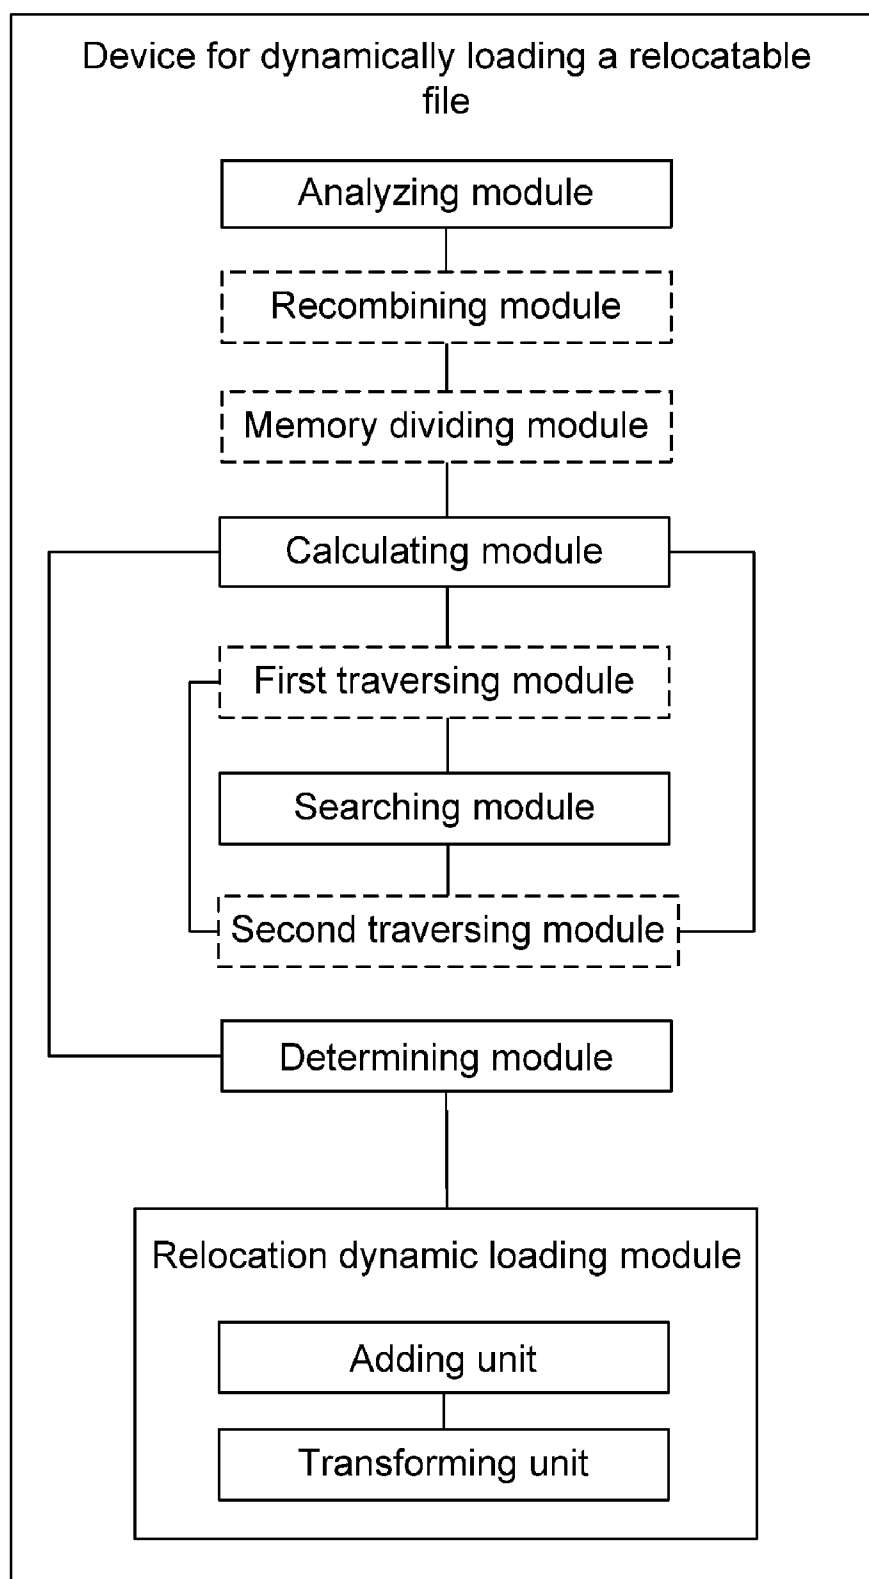 Device for dynamically loading a relocatable
file
Analyzing module
Recombining module
Memory dividing module
Calculating module
First traversing module
Searching module
Second traversing module
Determining module
Relocation dynamic loading module
Adding unit
Transforming unit